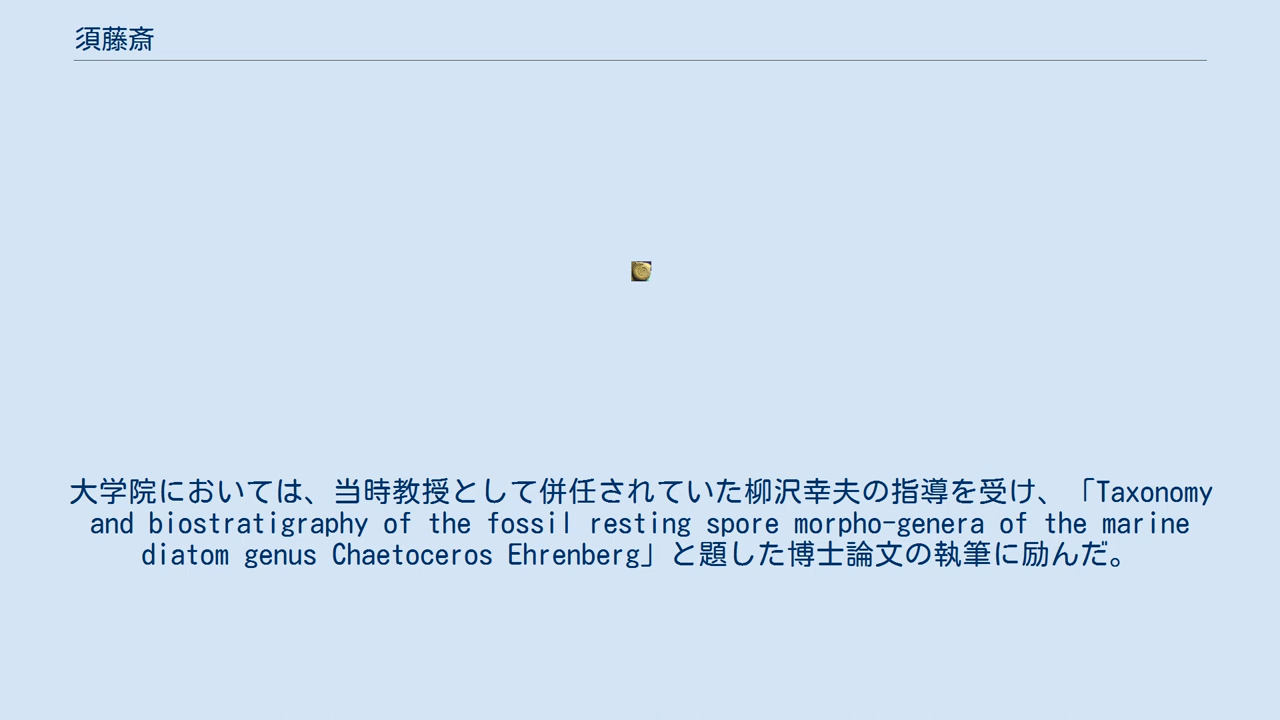 須藤斎
大学院においては、当時教授として併任されていた柳沢幸夫の指導を受け、「Taxonomy
and biostratigraphy of the fossil resting spore morpho-genera of the marine
diatom genus Chaetoceros Ehrenberg」と題した博士論文の執筆に励んだ。